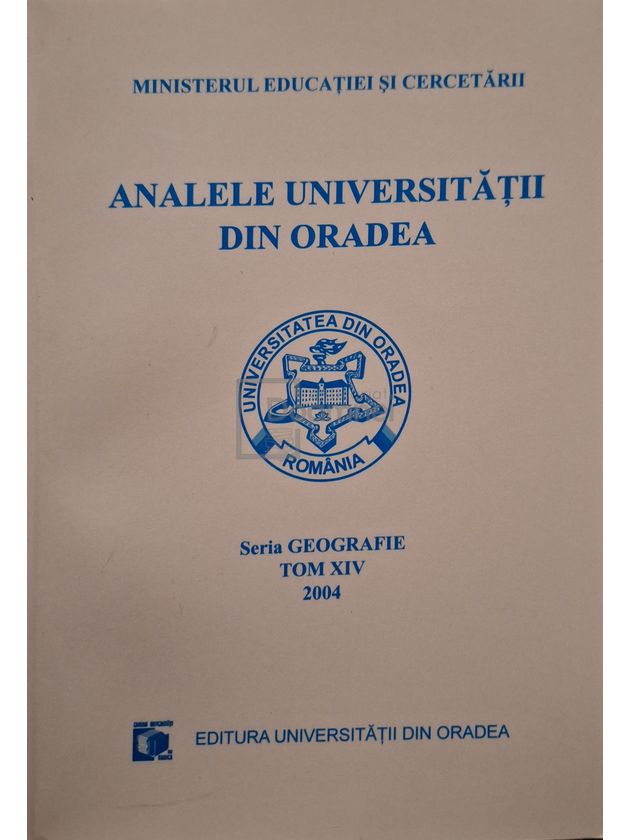 MINISTERUL EDUCAȚIEI ȘI CERCETĂRII
ANALELE UNIVERSITĂȚII
DIN ORADEA
UNIVERSITATEA DIN ORADEA
ROMÂNIA
Seria GEOGRAFIE
TOM XIV
2004
EDITURA UNIVERSITĂȚII DIN ORADEA